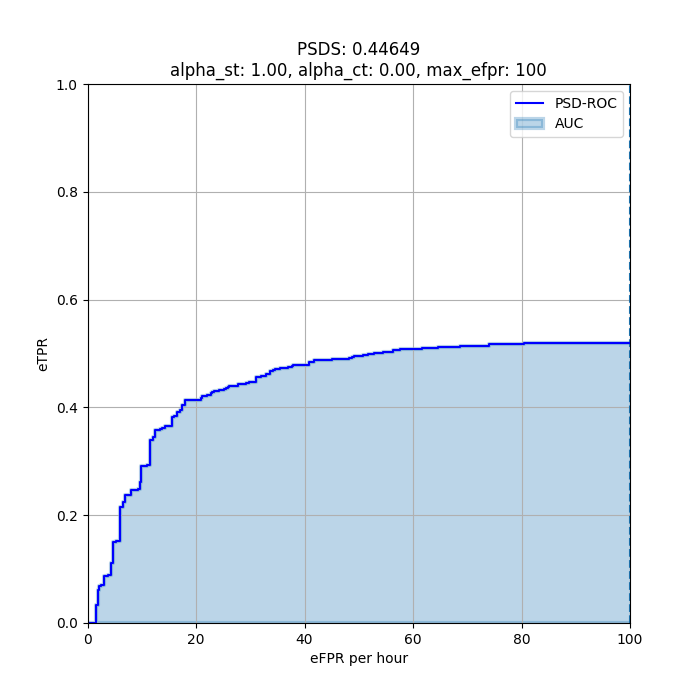 PSDS: 0.44649
alpha_st: 1.00, alpha_ct: 0.00, max_efpr: 100
PSD-ROC
AUC
1.0
0.8
0.6
0.4
0.2
0.0
eTPR
0 20 40 60 80 100
eFPR per hour